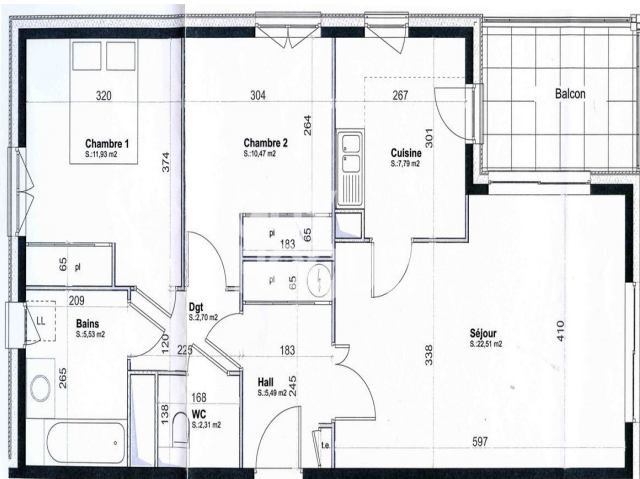 320
304
267
Balcon
264
301
Chambre 1
S.:11,93 m2
Chambre 2
S.:10,47 m2
Cuisine
S.:7,79 m2
374
pl
183
65
65
pl
pl
65
209
LL
Bains
S.:5,53 m2
Dgt
S.:2,70 m2
Séjour
S.:22,51 m2
410
120
225
183
338
265
Hall
S.:5,49 m2
245
168
138
WC
S.:2,31 m2
t.e.
597